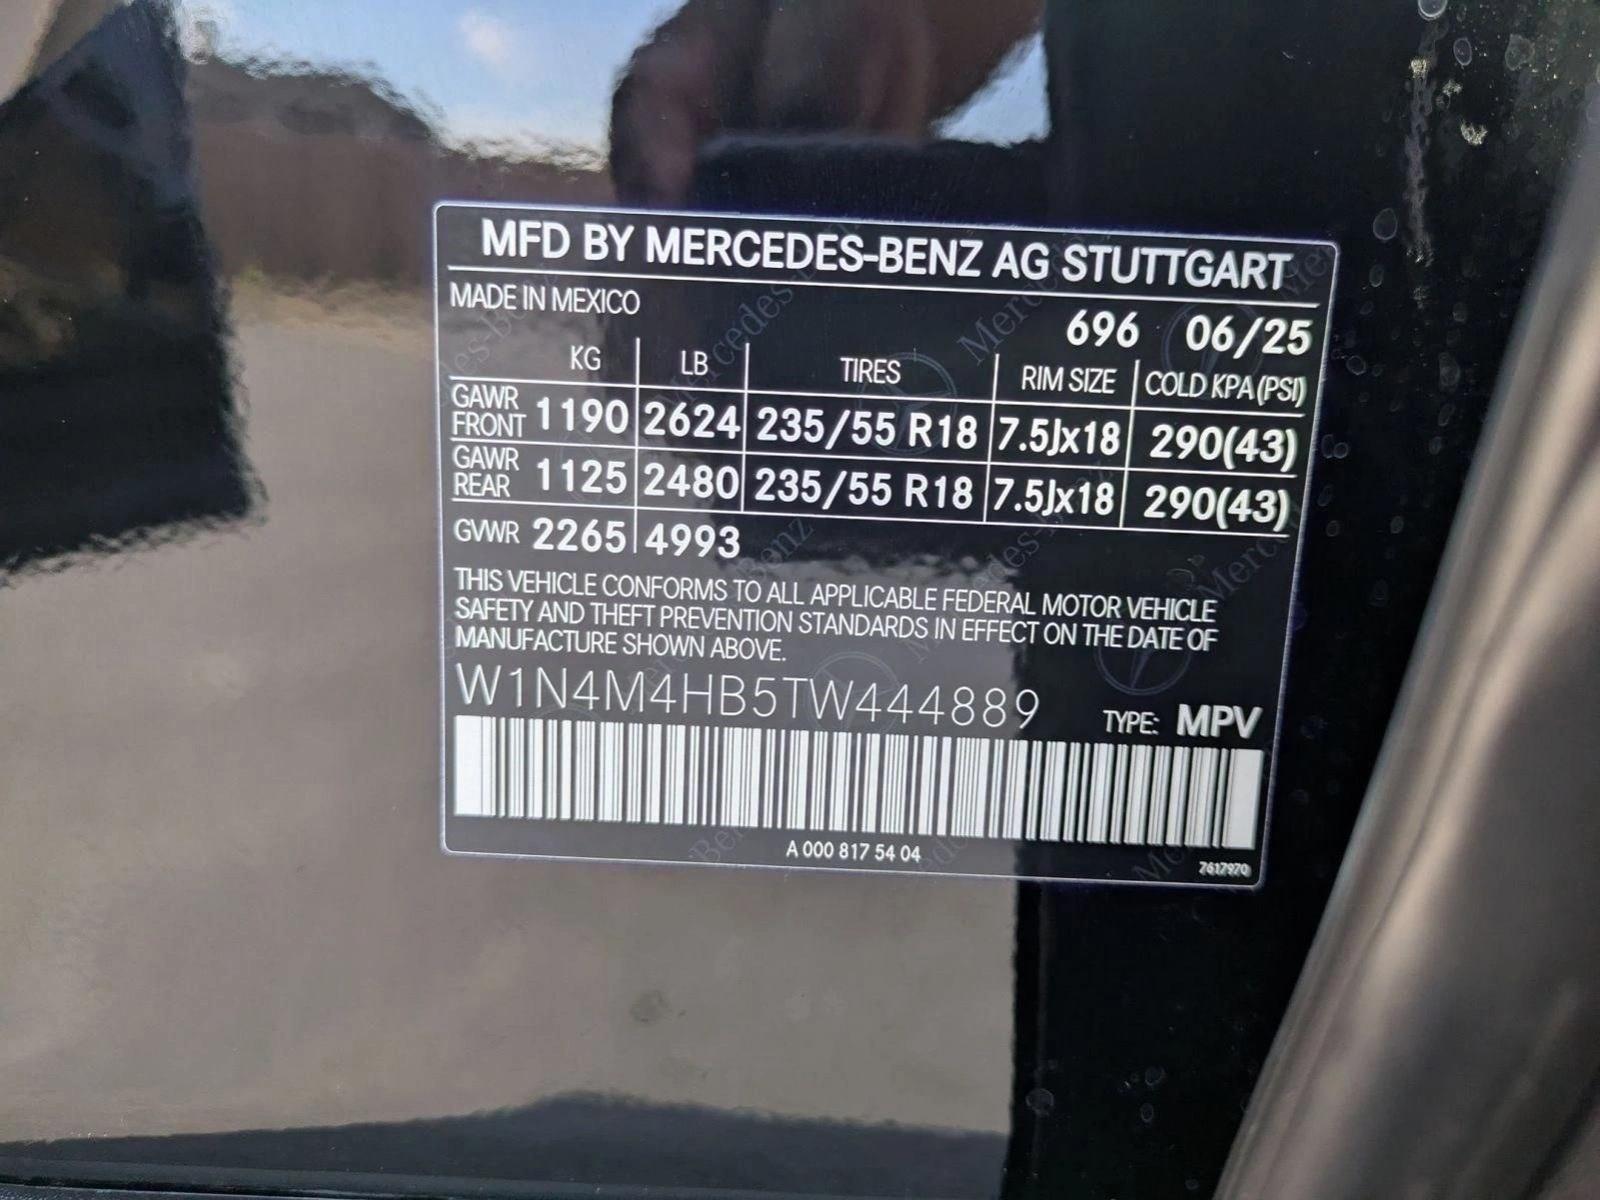 MFD BY MERCEDES-BENZ AG STUTTGART
MADE IN MEXICO
696 06/25
KG LB TIRES RIM SIZE COLD KPA(PSI)
GAWR FRONT 1190 2624 235/55 R18 7.5Jx18 290(43)
GAWR REAR 1125 2480 235/55 R18 7.5Jx18 290(43)
GVWR 2265 4993
THIS VEHICLE CONFORMS TO ALL APPLICABLE FEDERAL MOTOR VEHICLE
SAFETY AND THEFT PREVENTION STANDARDS IN EFFECT ON THE DATE OF
MANUFACTURE SHOWN ABOVE.
W1N4M4HB5TW444889 TYPE: MPV
A 000 817 54 04
7617970